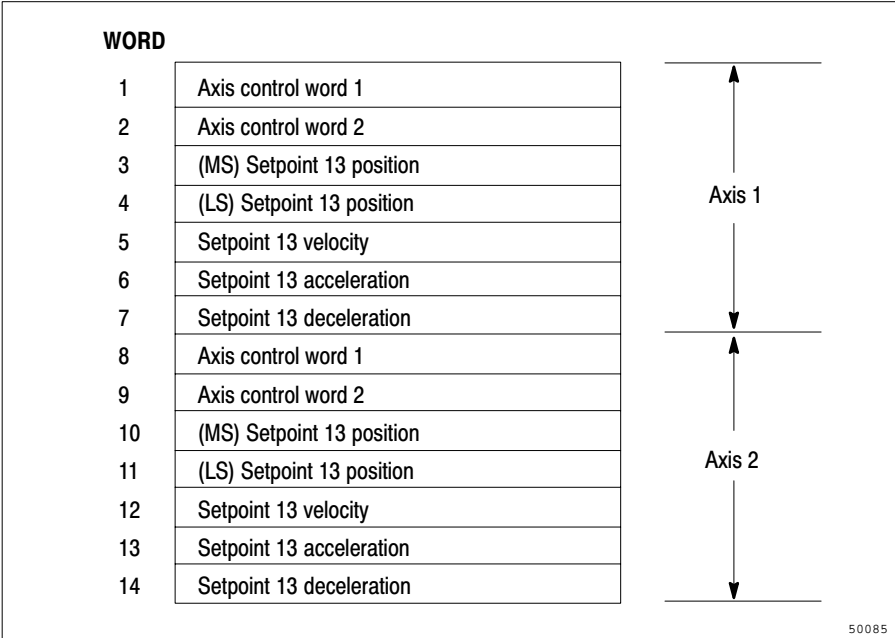 WORD
1 Axis control word 1
2 Axis control word 2
3 (MS) Setpoint 13 position
4 (LS) Setpoint 13 position
5 Setpoint 13 velocity
6 Setpoint 13 acceleration
7 Setpoint 13 deceleration
Axis 1
8 Axis control word 1
9 Axis control word 2
10 (MS) Setpoint 13 position
11 (LS) Setpoint 13 position
12 Setpoint 13 velocity
13 Setpoint 13 acceleration
14 Setpoint 13 deceleration
Axis 2
50085